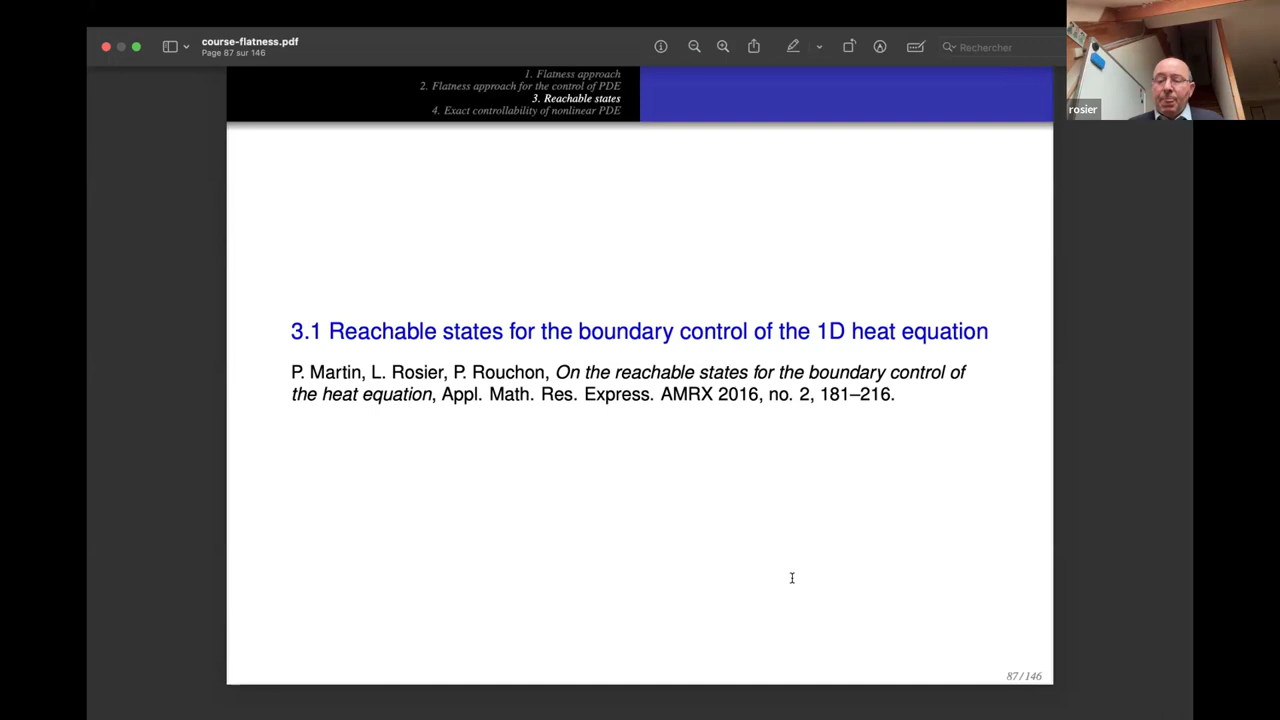 course-flatness.pdf
Page 87 sur 146
Rechercher
rosier
1. Flatness approach
2. Flatness approach for the control of PDE
3. Reachable states
4. Exact controllability of nonlinear PDE
3.1 Reachable states for the boundary control of the 1D heat equation
P. Martin, L. Rosier, P. Rouchon, On the reachable states for the boundary control of
the heat equation, Appl. Math. Res. Express. AMRX 2016, no. 2, 181–216.
87/146